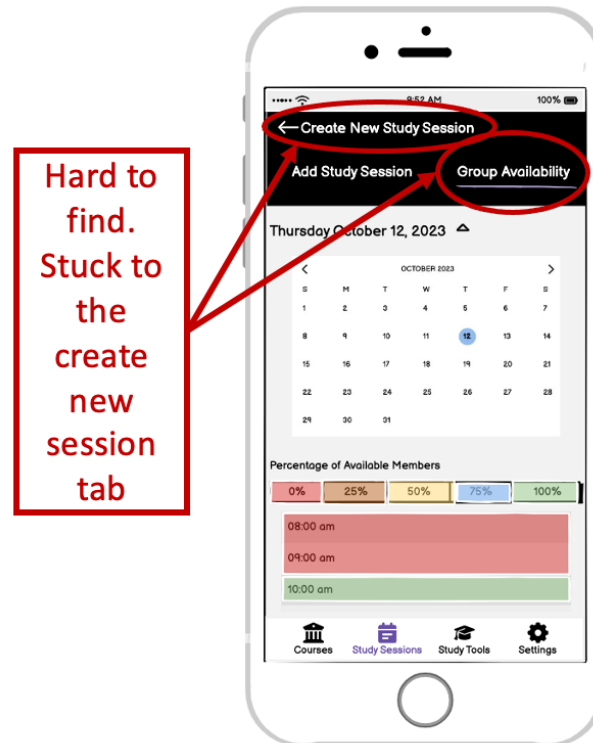 9:52 AM 100%
← Create New Study Session
Add Study Session Group Availability
Hard to
find.
Stuck to
the
create
new
session
tab
Thursday October 12, 2023
< OCTOBER 2023 >
S M T W T F S
1 2 3 4 5 6 7
8 9 10 11 12 13 14
15 16 17 18 19 20 21
22 23 24 25 26 27 28
29 30 31
Percentage of Available Members
0% 25% 50% 75% 100%
08:00 am
09:00 am
10:00 am
Courses Study Sessions Study Tools Settings